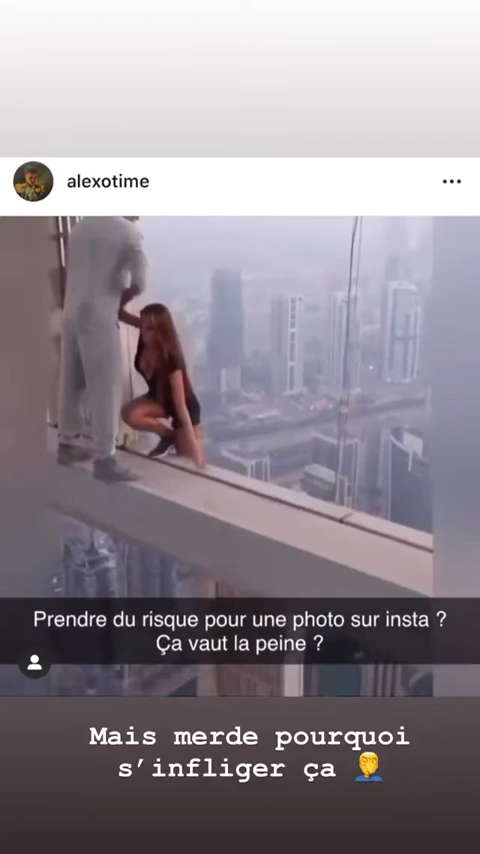 alexotime
Prendre du risque pour une photo sur insta ?
Ça vaut la peine ?
Mais merde pourquoi
s’infliger ça 🤦‍♂️